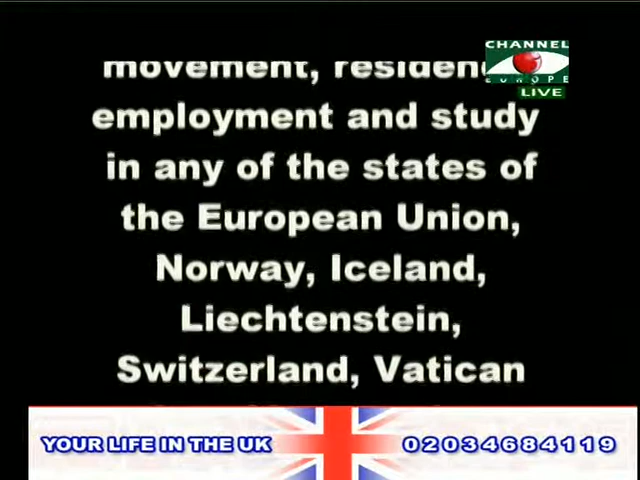 CHANNEL
EUROPE
LIVE
movement, residen
employment and study
in any of the states of
the European Union,
Norway, Iceland,
Liechtenstein,
Switzerland, Vatican
YOUR LIFE IN THE UK
02034684119